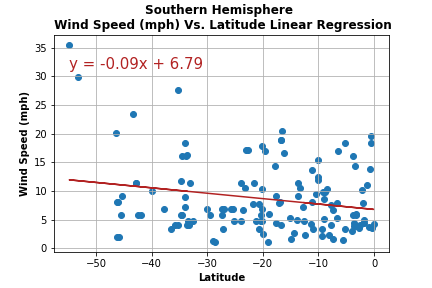 Southern Hemisphere
Wind Speed (mph) Vs. Latitude Linear Regression
y = -0.09x + 6.79
Wind Speed (mph)
35
30
25
20
15
10
5
0
−50
−40
−30
−20
−10
0
Latitude